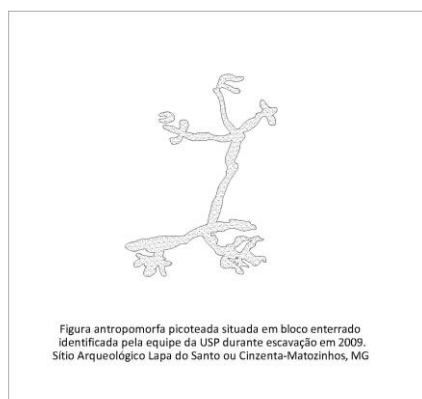 Figura antropomorfa picoteada situada em bloco enterrado
identificada pela equipe da USP durante escavação em 2009.
Sítio Arqueológico Lapa do Santo ou Cinzenta-Matozinhos, MG